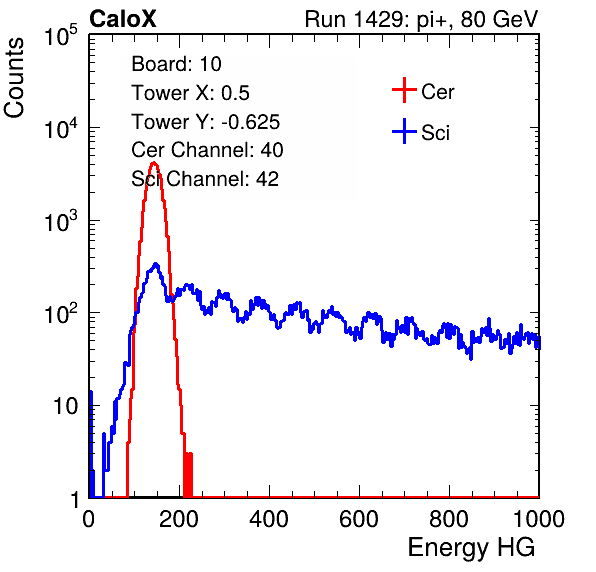 CaloX Run 1429: pi+, 80 GeV
Counts
10^5
10^4
10^3
10^2
10
1
Board: 10
Tower X: 0.5
Tower Y: -0.625
Cer Channel: 40
Sci Channel: 42
Cer
Sci
0 200 400 600 800 1000
Energy HG